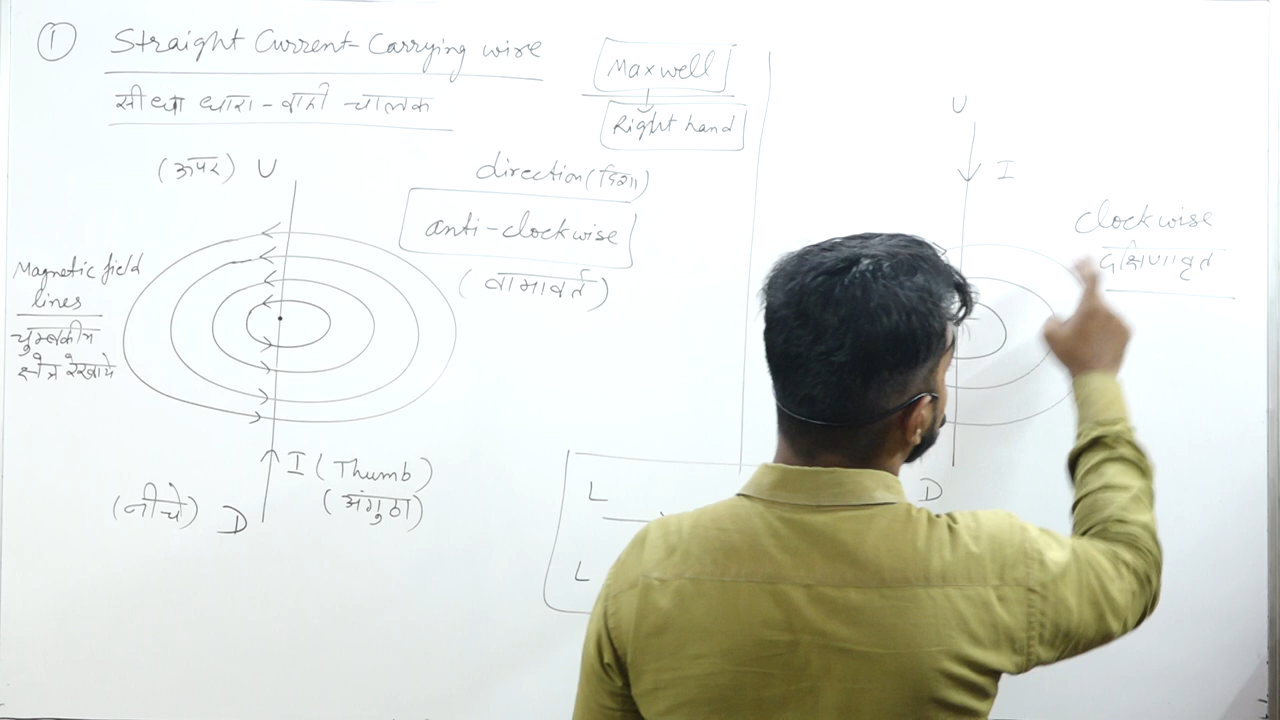 ① Straight Current-Carrying wire
सीधा धारा-वाही चालक
Maxwell
Right hand
(ऊपर) U
direction (दिशा)
anti-clockwise
(वामावर्त)
Magnetic field
lines
चुम्बकीय
क्षेत्र रेखाये
I (Thumb)
(अंगुठा)
(नीचे) D
L
L
U
I
Clockwise
दक्षिणावृत
D